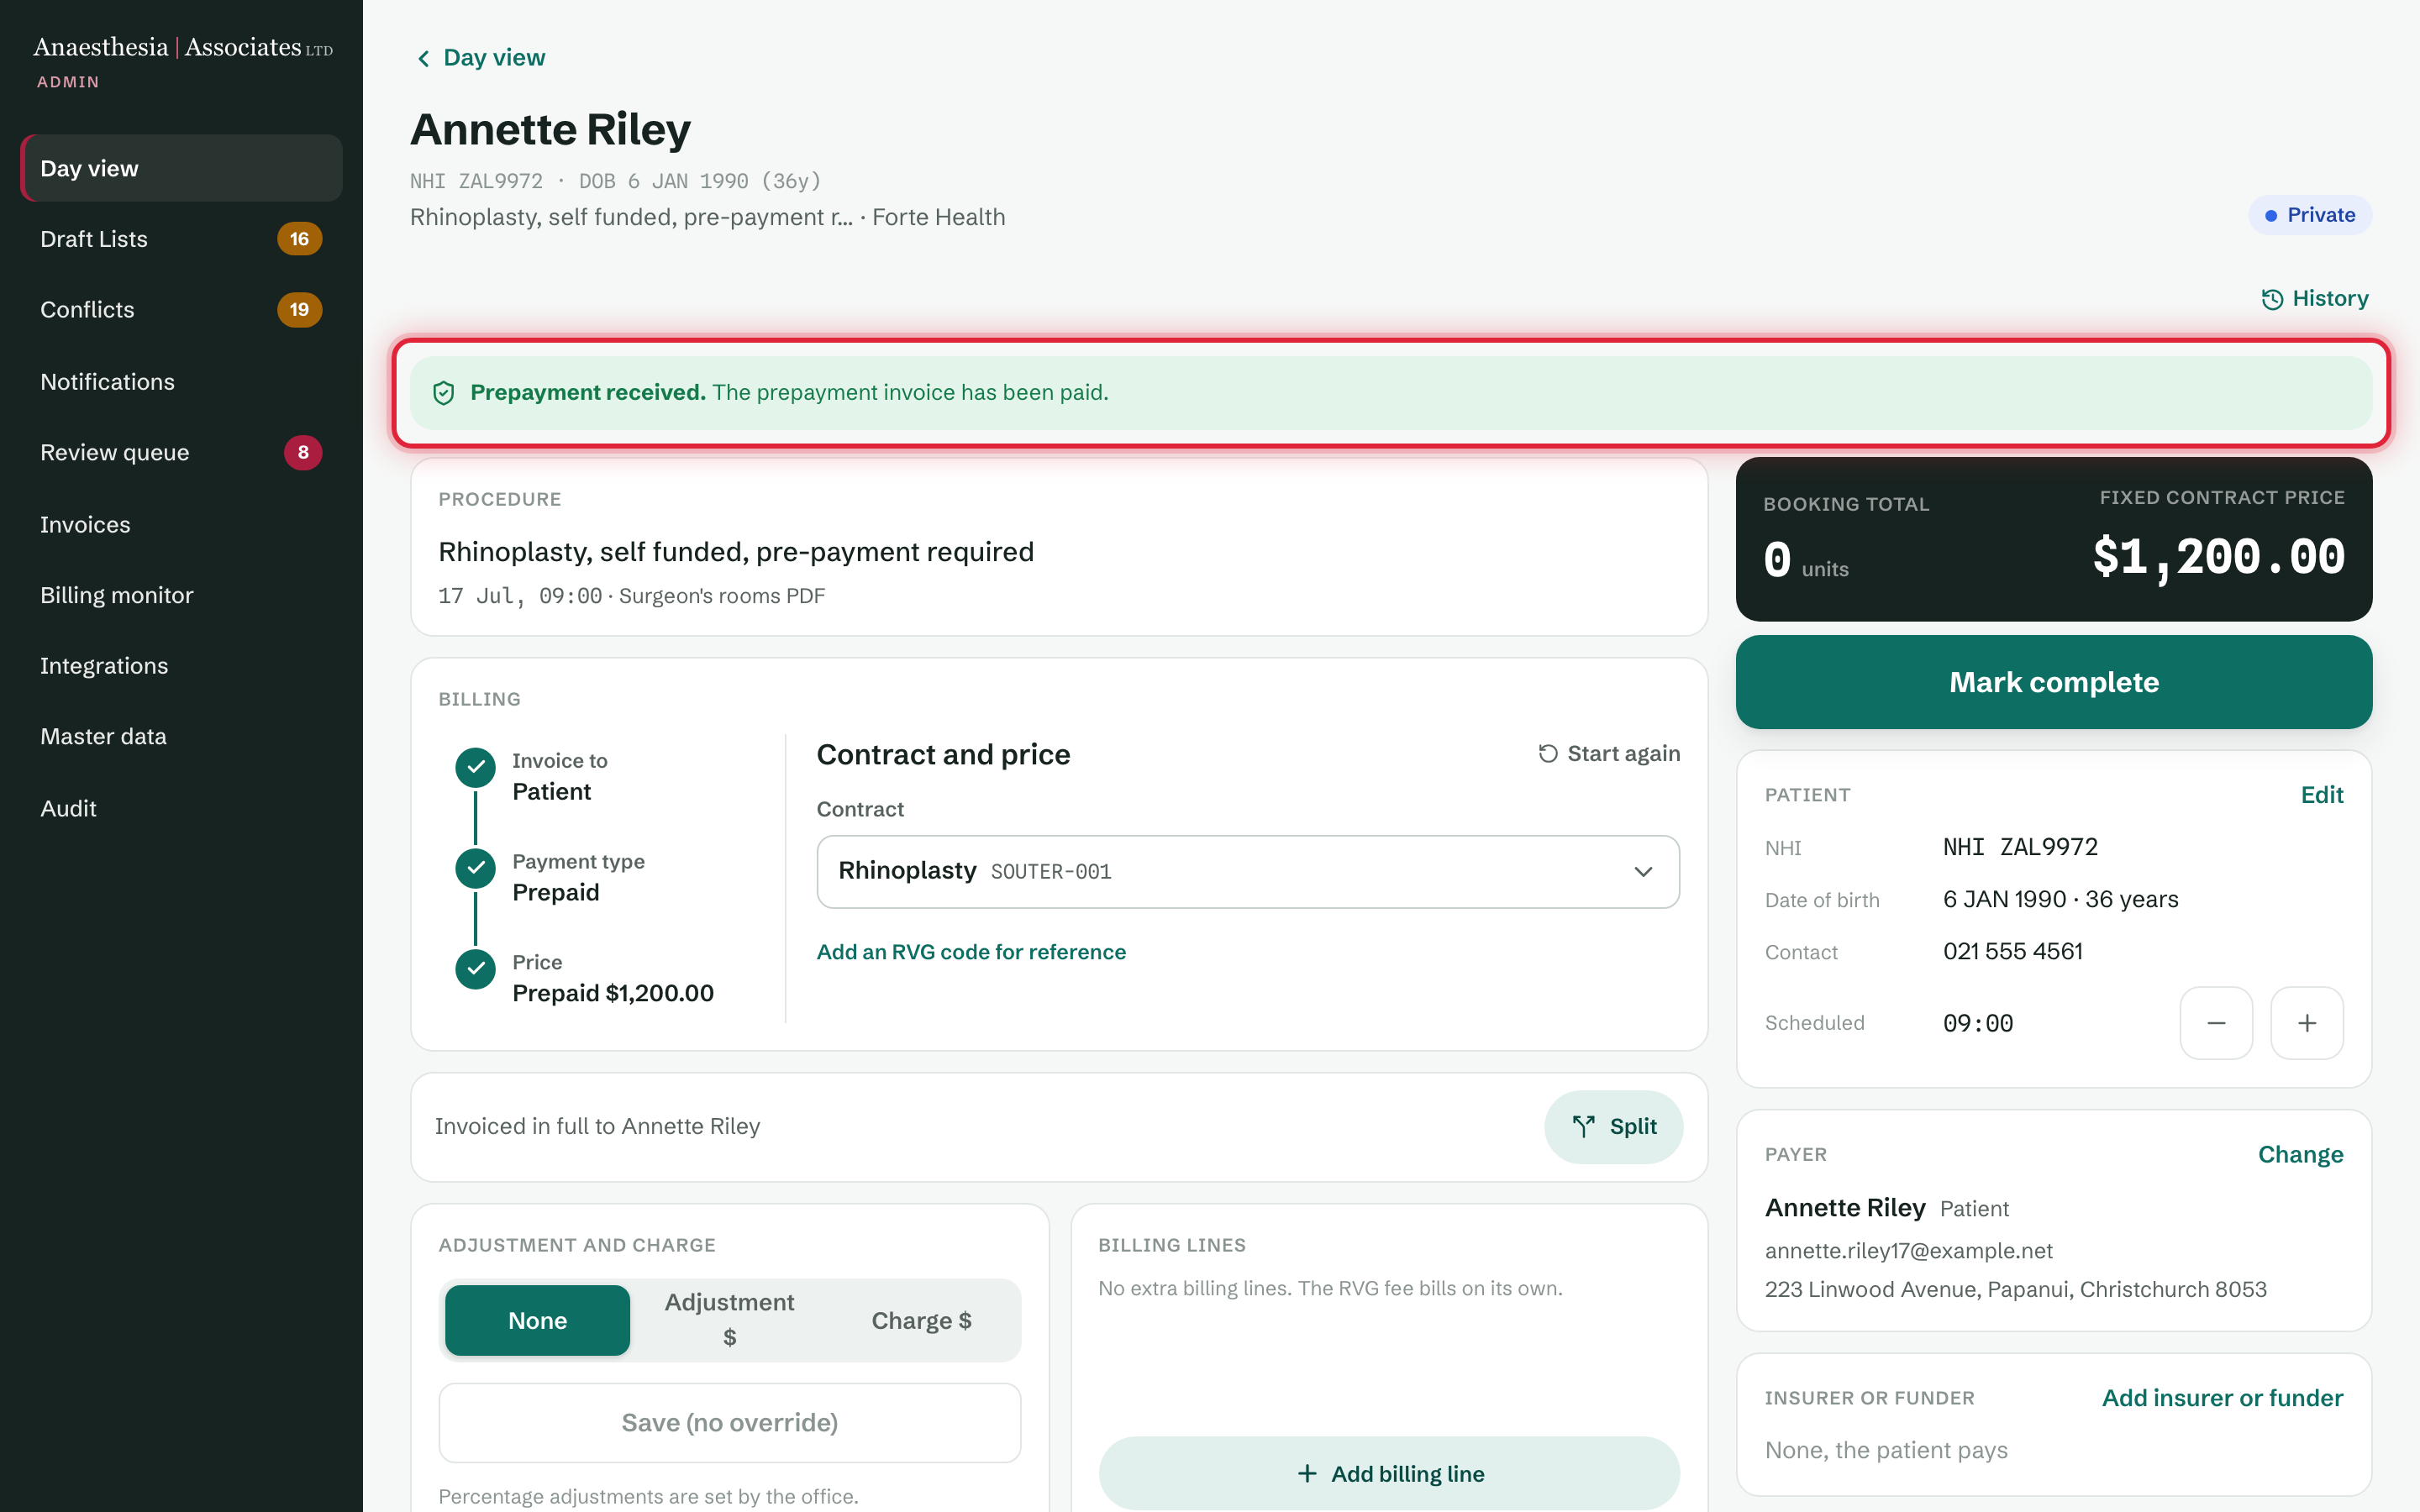 Anaesthesia | Associates LTD
ADMIN
Day view
Draft Lists 16
Conflicts 19
Notifications
Review queue 8
Invoices
Billing monitor
Integrations
Master data
Audit
Day view
Annette Riley
NHI ZAL9972 · DOB 6 JAN 1990 (36y)
Rhinoplasty, self funded, pre-payment r... · Forte Health
Private
History
Prepayment received. The prepayment invoice has been paid.
PROCEDURE
Rhinoplasty, self funded, pre-payment required
17 Jul, 09:00 · Surgeon's rooms PDF
BILLING
Invoice to
Patient
Payment type
Prepaid
Price
Prepaid $1,200.00
Contract and price
Start again
Contract
Rhinoplasty SOUTER-001
Add an RVG code for reference
Invoiced in full to Annette Riley
Split
ADJUSTMENT AND CHARGE
None
Adjustment
$
Charge $
Save (no override)
Percentage adjustments are set by the office.
BILLING LINES
No extra billing lines. The RVG fee bills on its own.
Add billing line
BOOKING TOTAL
0 units
FIXED CONTRACT PRICE
$1,200.00
Mark complete
PATIENT
Edit
NHI NHI ZAL9972
Date of birth 6 JAN 1990 · 36 years
Contact 021 555 4561
Scheduled 09:00
PAYER
Change
Annette Riley Patient
annette.riley17@example.net
223 Linwood Avenue, Papanui, Christchurch 8053
INSURER OR FUNDER
Add insurer or funder
None, the patient pays